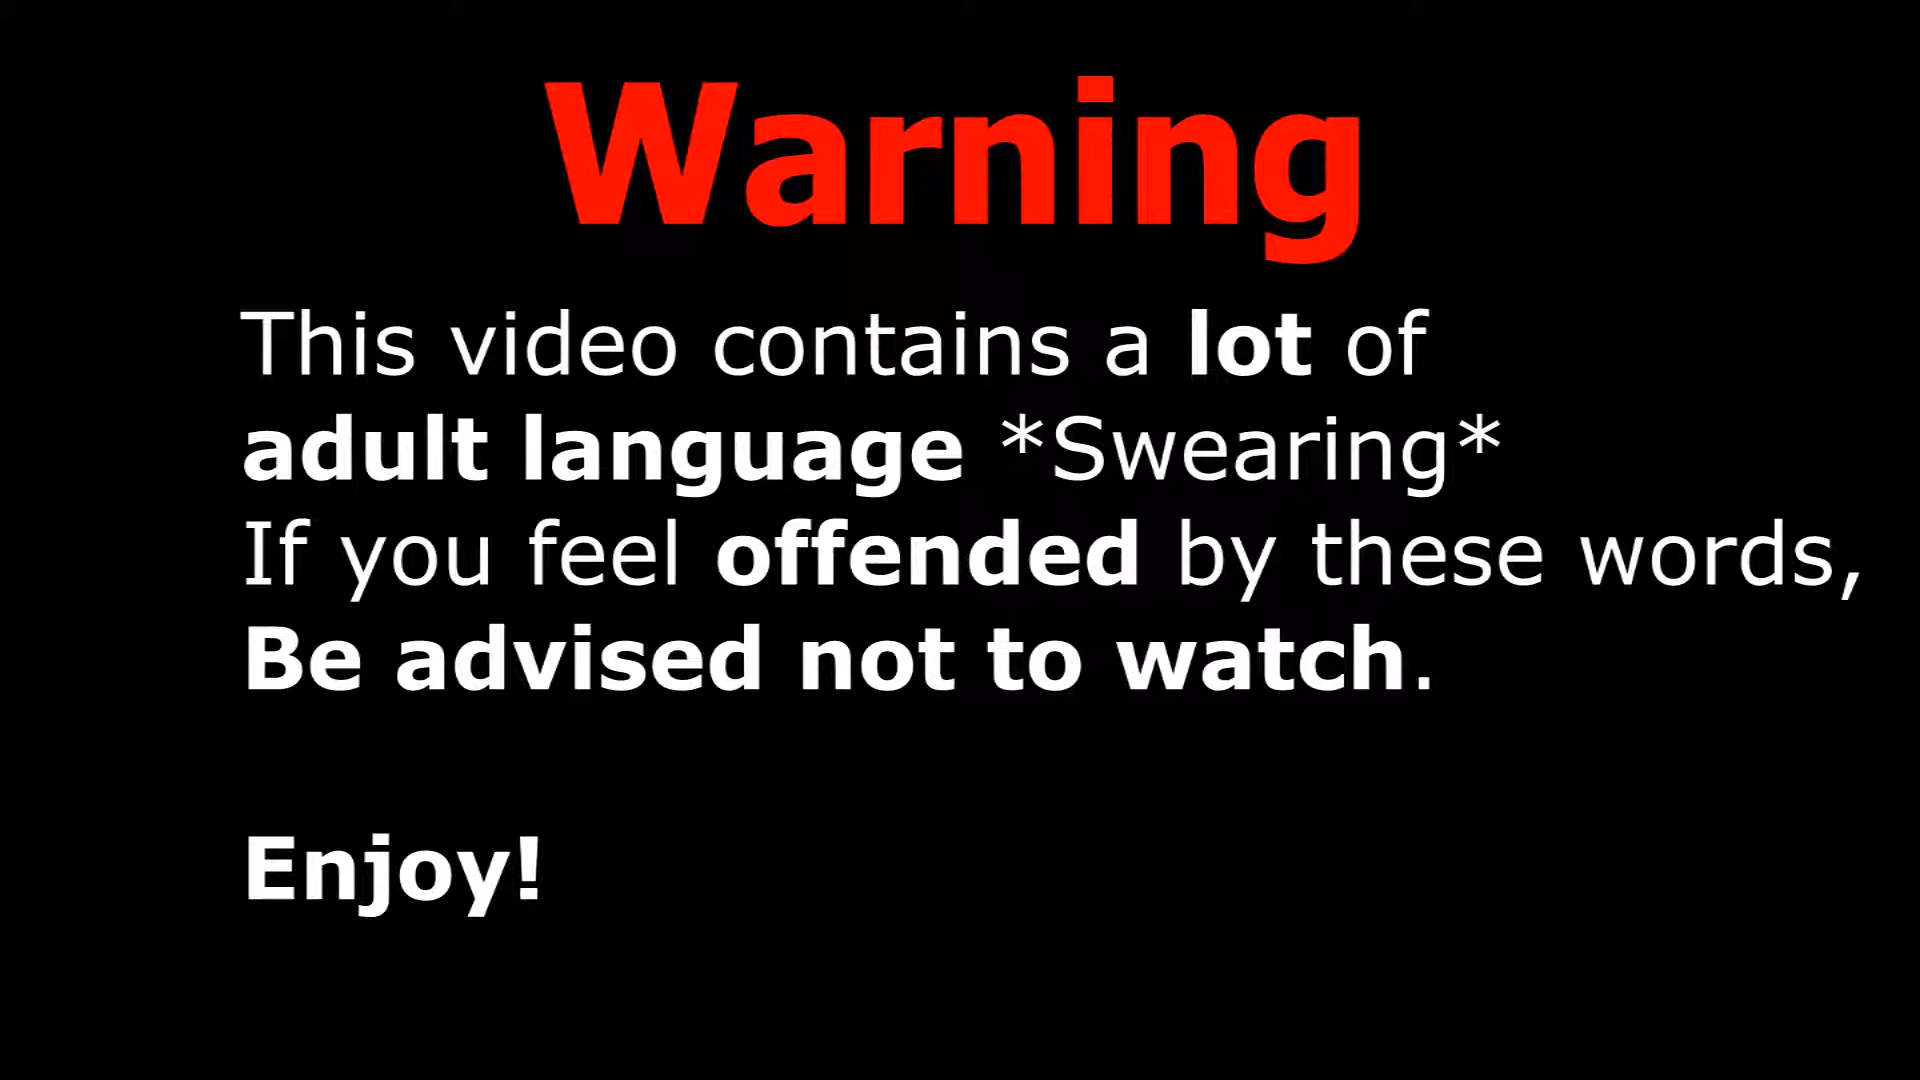 Warning
This video contains a lot of
adult language *Swearing*
If you feel offended by these words,
Be advised not to watch.
Enjoy!